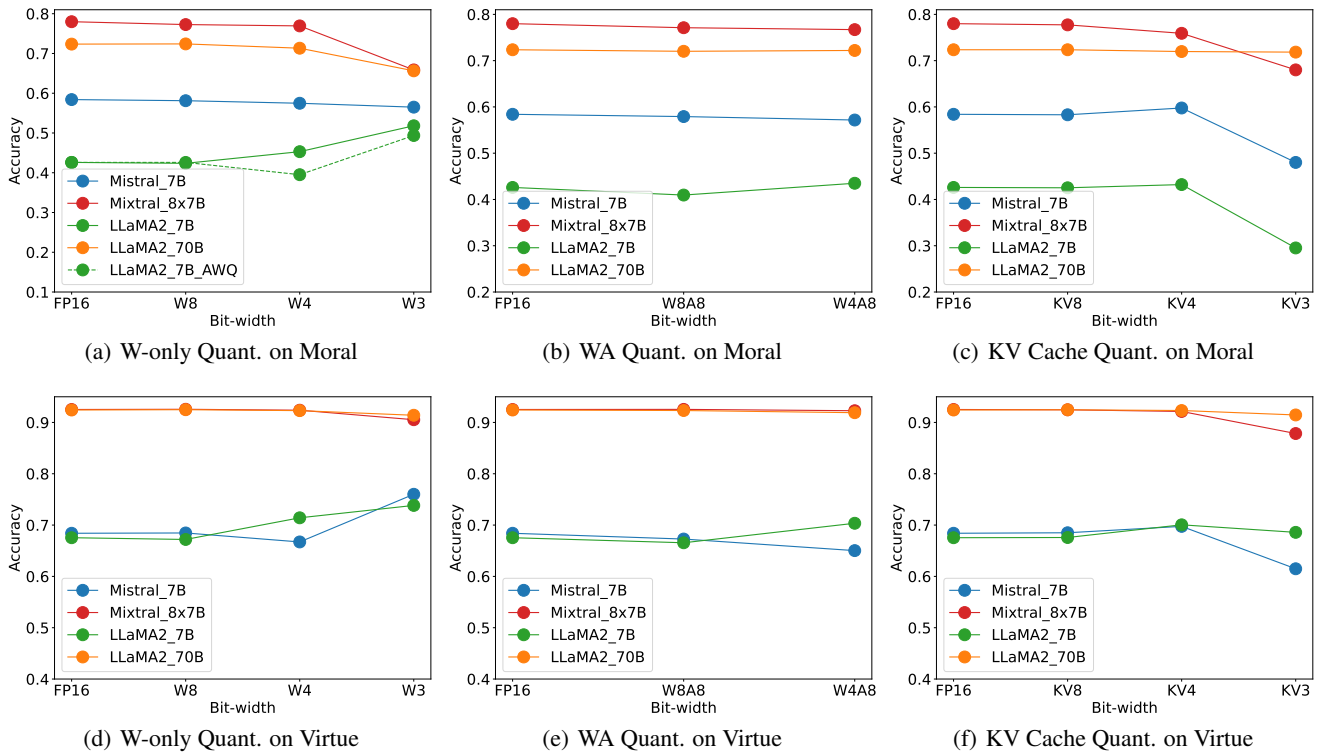 0.8
0.7
0.6
0.5
0.4
0.3
0.2
0.1
Accuracy
Mistral_7B
Mixtral_8x7B
LLaMA2_7B
LLaMA2_70B
LLaMA2_7B_AWQ
FP16 W8 W4 W3
Bit-width
(a) W-only Quant. on Moral
0.8
0.7
0.6
0.5
0.4
0.3
0.2
Accuracy
Mistral_7B
Mixtral_8x7B
LLaMA2_7B
LLaMA2_70B
FP16 W8A8 W4A8
Bit-width
(b) WA Quant. on Moral
0.8
0.7
0.6
0.5
0.4
0.3
0.2
Accuracy
Mistral_7B
Mixtral_8x7B
LLaMA2_7B
LLaMA2_70B
FP16 KV8 KV4 KV3
Bit-width
(c) KV Cache Quant. on Moral
0.9
0.8
0.7
0.6
0.5
0.4
Accuracy
Mistral_7B
Mixtral_8x7B
LLaMA2_7B
LLaMA2_70B
FP16 W8 W4 W3
Bit-width
(d) W-only Quant. on Virtue
0.9
0.8
0.7
0.6
0.5
0.4
Accuracy
Mistral_7B
Mixtral_8x7B
LLaMA2_7B
LLaMA2_70B
FP16 W8A8 W4A8
Bit-width
(e) WA Quant. on Virtue
0.9
0.8
0.7
0.6
0.5
0.4
Accuracy
Mistral_7B
Mixtral_8x7B
LLaMA2_7B
LLaMA2_70B
FP16 KV8 KV4 KV3
Bit-width
(f) KV Cache Quant. on Virtue